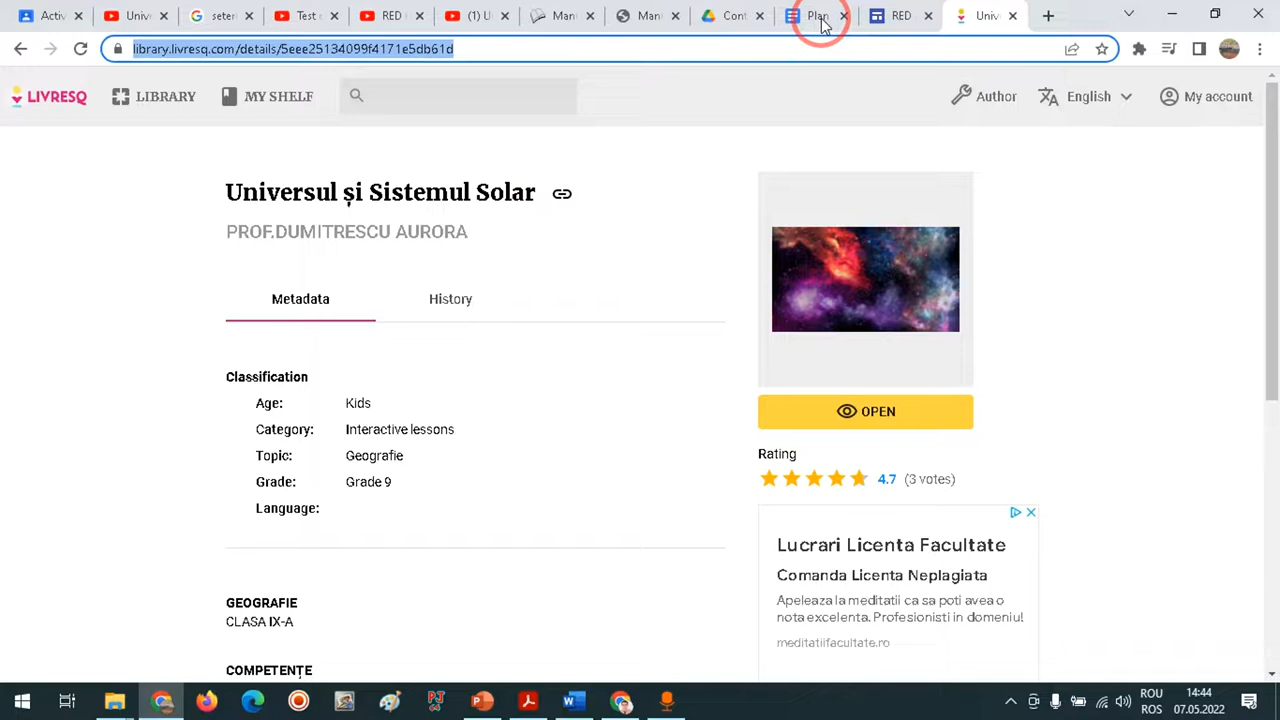 Activ
Unive
seter
Test d
RED
(1) U
Manu
Manu
Cont
Plan
RED
Univ
library.livresq.com/details/5eee25134099f4171e5db61d
LIVRESQ
LIBRARY
MY SHELF
Author
English
My account
Universul și Sistemul Solar
PROF.DUMITRESCU AURORA
Metadata
History
Classification
Age: Kids
Category: Interactive lessons
Topic: Geografie
Grade: Grade 9
Language:
GEOGRAFIE
CLASA IX-A
COMPETENȚE
OPEN
Rating
4.7 (3 votes)
Lucrari Licenta Facultate
Comanda Licenta Neplagiata
Apeleaza la meditatii ca sa poti avea o
nota excelenta. Profesionisti in domeniu!
meditatiifacultate.ro
ROU
ROS
14:44
07.05.2022